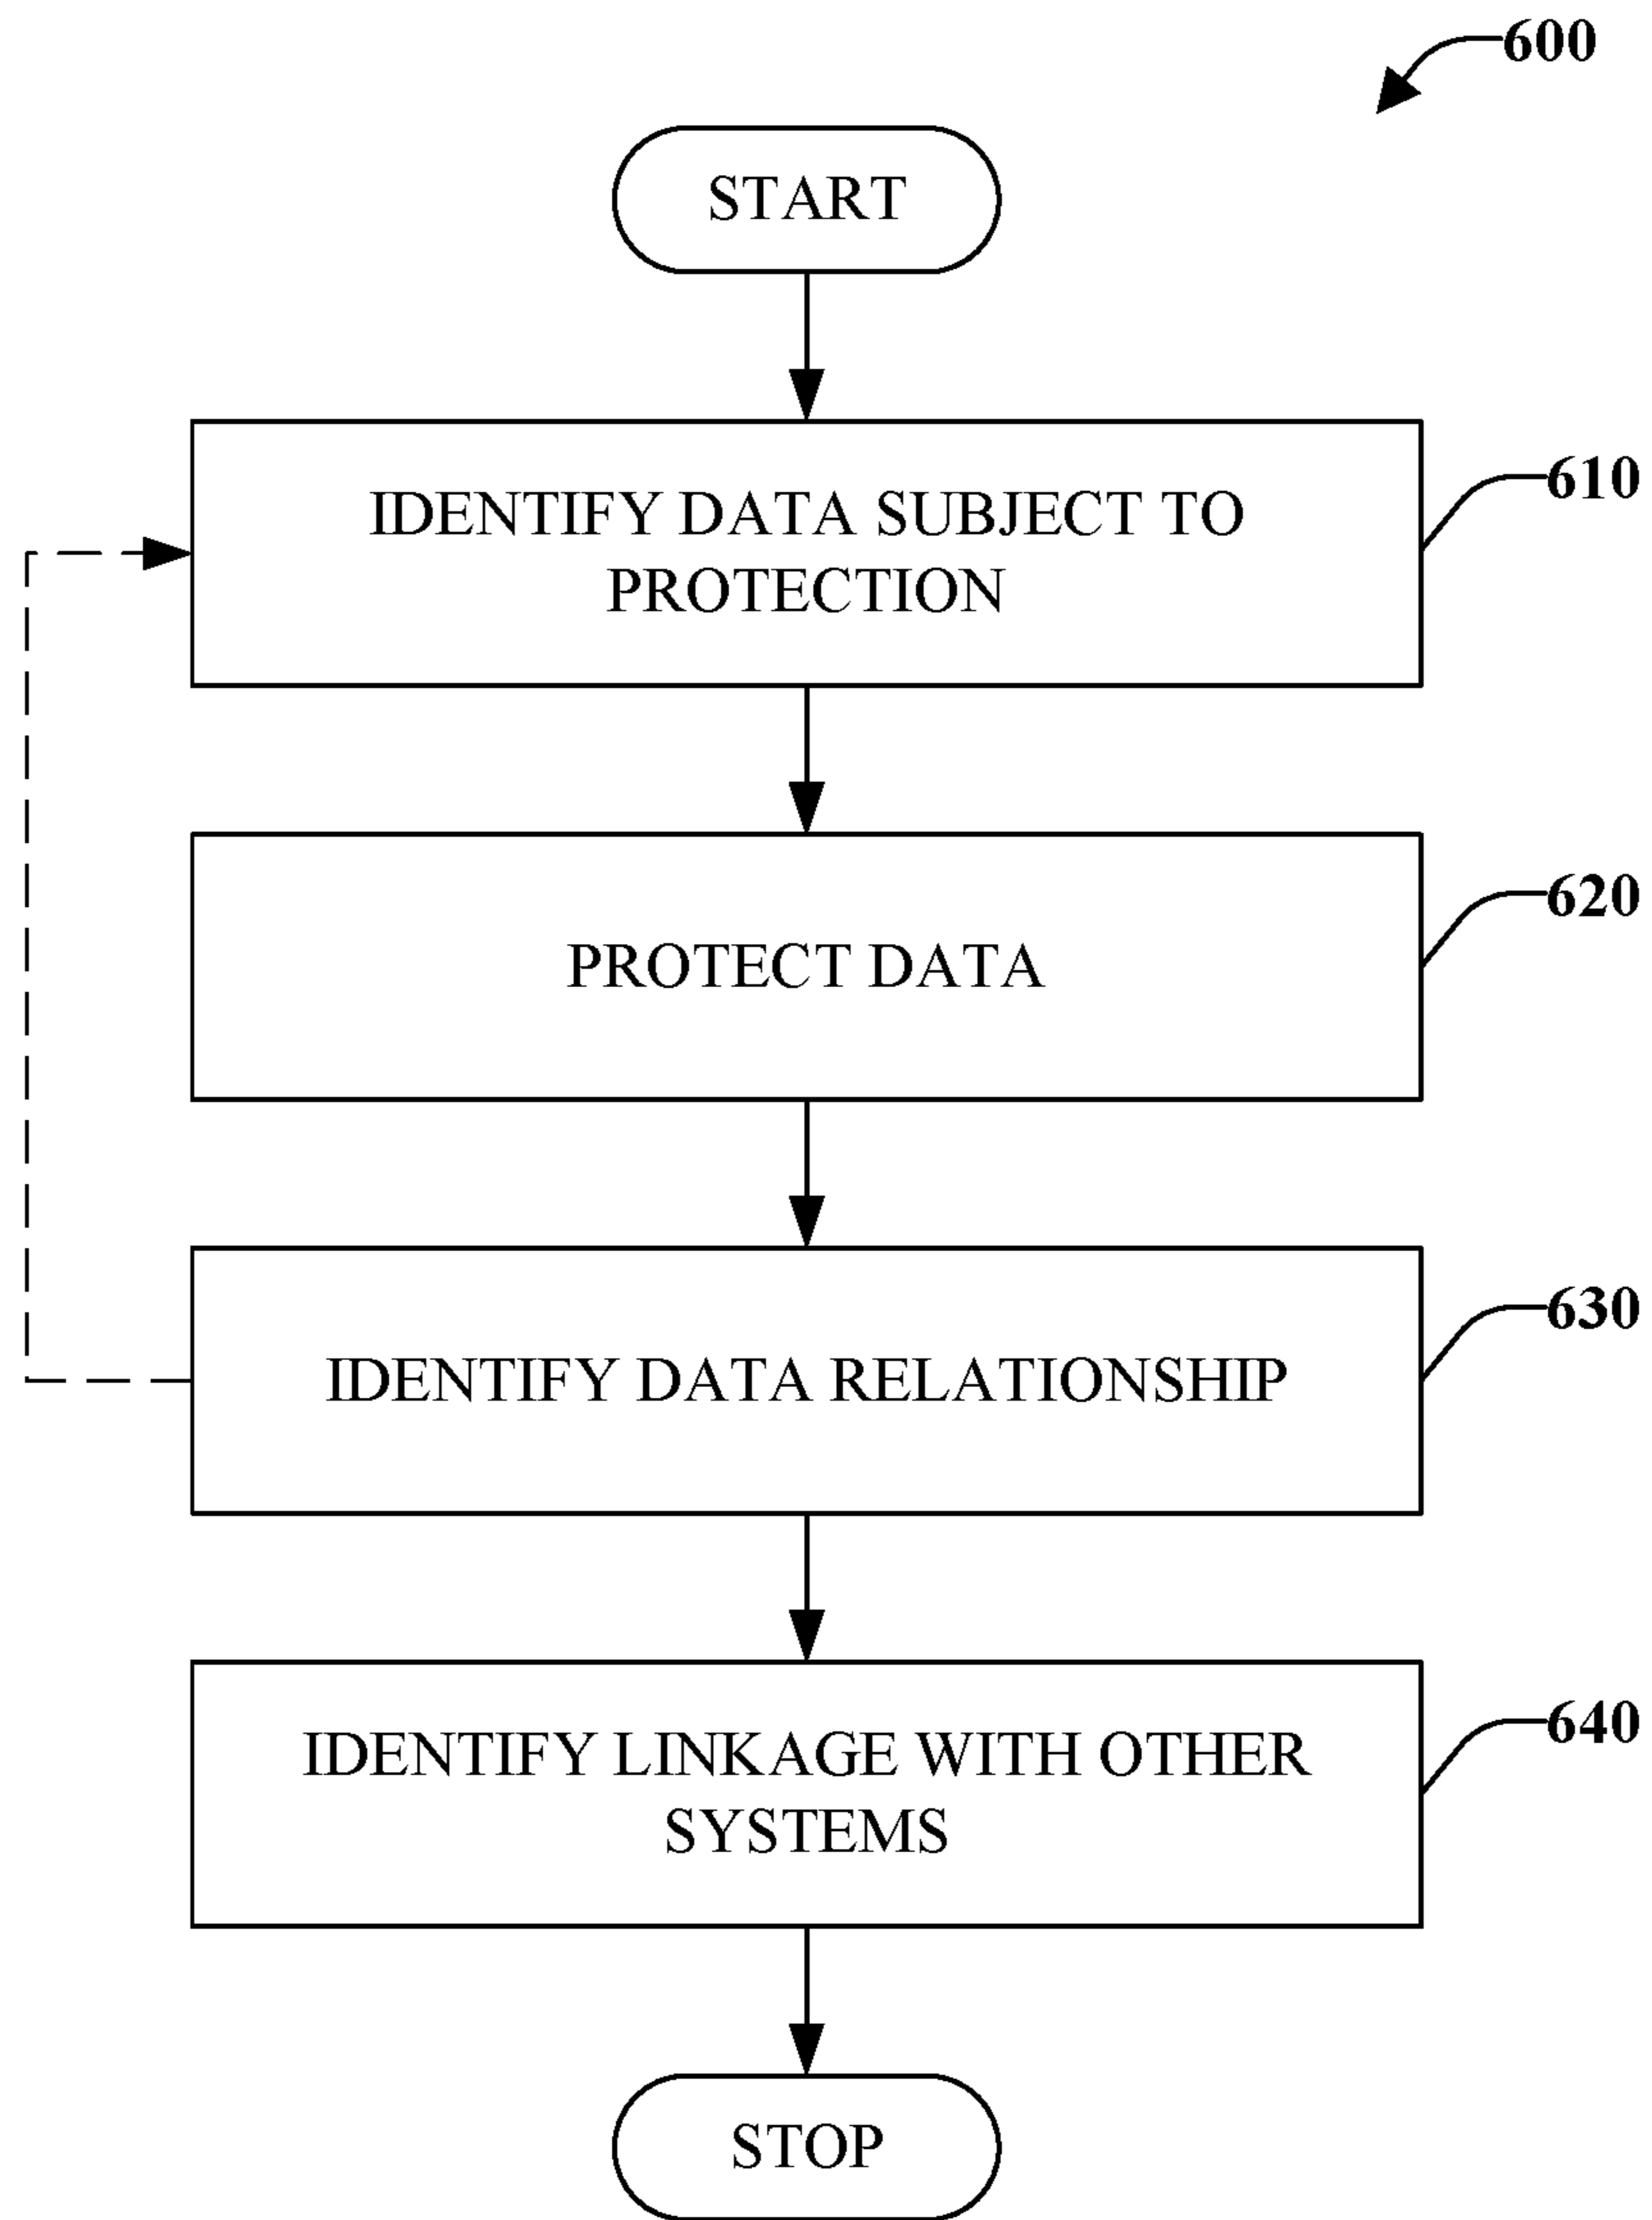 600
START
IDENTIFY DATA SUBJECT TO
PROTECTION
610
PROTECT DATA
620
IDENTIFY DATA RELATIONSHIP
630
IDENTIFY LINKAGE WITH OTHER
SYSTEMS
640
STOP